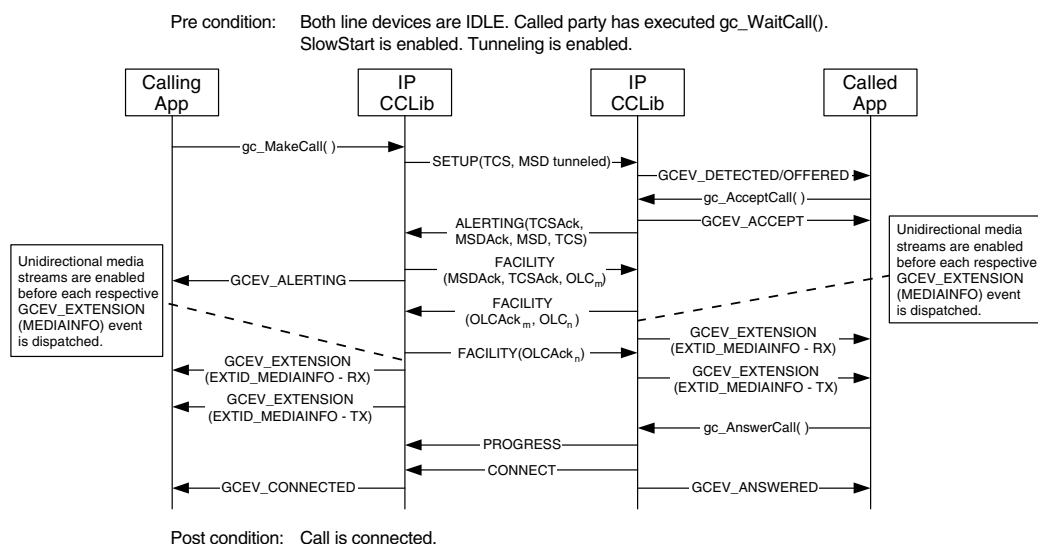 Pre condition: Both line devices are IDLE. Called party has executed gc_WaitCall().
SlowStart is enabled. Tunneling is enabled.
Calling
App
IP
CCLib
IP
CCLib
Called
App
gc_MakeCall( )
SETUP(TCS, MSD tunneled)
GCEV_DETECTED/OFFERED
gc_AcceptCall( )
ALERTING(TCSAck,
MSDAck, MSD, TCS)
GCEV_ACCEPT
Unidirectional media
streams are enabled
before each respective
GCEV_EXTENSION
(MEDIAINFO) event
is dispatched.
Unidirectional media
streams are enabled
before each respective
GCEV_EXTENSION
(MEDIAINFO) event
is dispatched.
GCEV_ALERTING
FACILITY
(MSDAck, TCSAck, OLCm)
FACILITY
(OLCAckm, OLCn)
GCEV_EXTENSION
(EXTID_MEDIAINFO - RX)
FACILITY(OLCAckn)
GCEV_EXTENSION
(EXTID_MEDIAINFO - RX)
GCEV_EXTENSION
(EXTID_MEDIAINFO - TX)
GCEV_EXTENSION
(EXTID_MEDIAINFO - TX)
gc_AnswerCall( )
PROGRESS
CONNECT
GCEV_CONNECTED
GCEV_ANSWERED
Post condition: Call is connected.